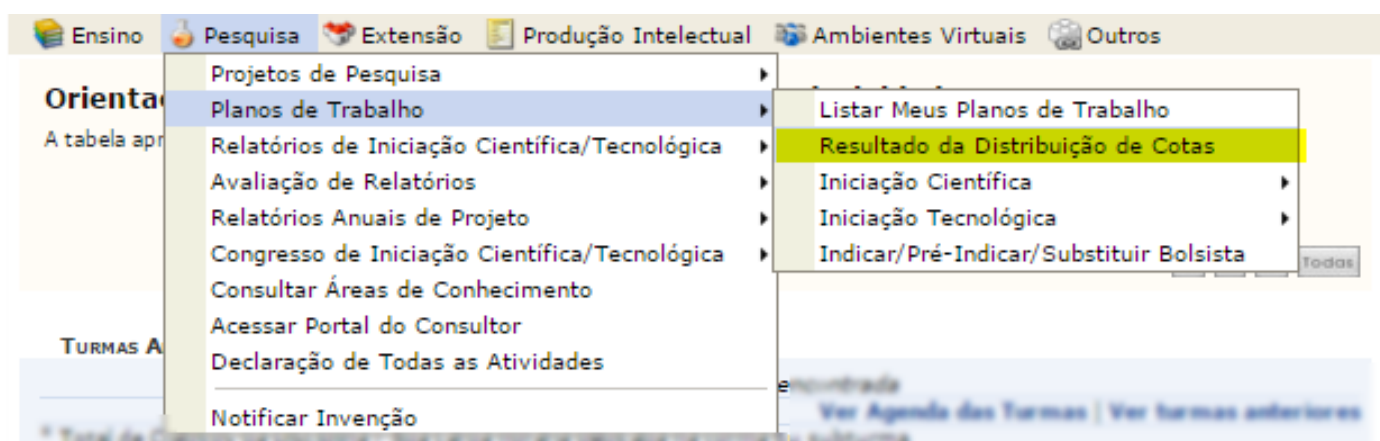 Ensino Pesquisa Extensão Produção Intelectual Ambientes Virtuais Outros
Projetos de Pesquisa
Planos de Trabalho
Relatórios de Iniciação Científica/Tecnológica
Avaliação de Relatórios
Relatórios Anuais de Projeto
Congresso de Iniciação Científica/Tecnológica
Consultar Áreas de Conhecimento
Acessar Portal do Consultor
Declaração de Todas as Atividades
Notificar Invenção
Listar Meus Planos de Trabalho
Resultado da Distribuição de Cotas
Iniciação Científica
Iniciação Tecnológica
Indicar/Pré-Indicar/Substituir Bolsista
A tabela
Todas
Turmas
Ver Agenda das Turmas | Ver turmas anteriores